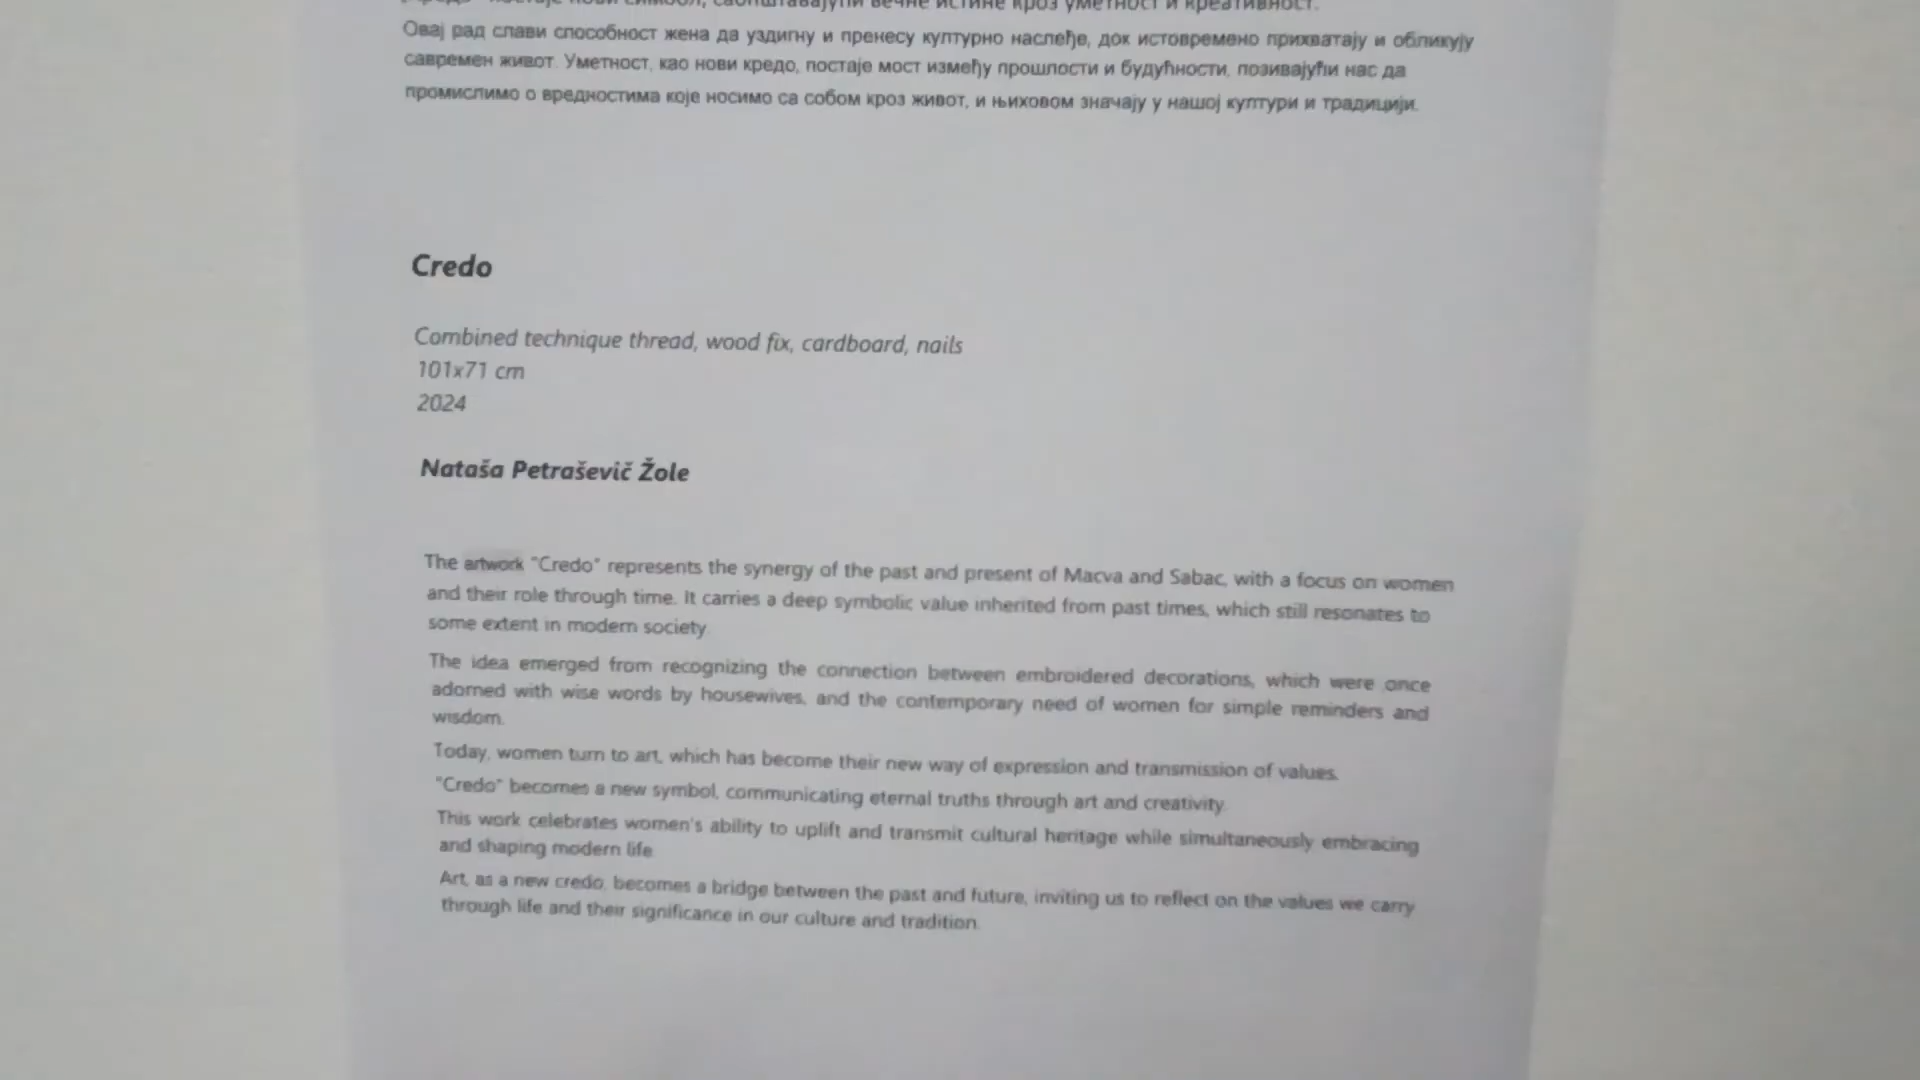 постаје нови симбол, саопштавајући вечне истине кроз уметност и креативност.
Овај рад слави способност жена да уздигну и пренесу културно наслеђе, док истовремено прихватају и обликују
савремен живот. Уметност, као нови кредо, постаје мост између прошлости и будућности, позивајући нас да
промислимо о вредностима које носимо са собом кроз живот, и њиховом значају у нашој култури и традицији.
Credo
Combined technique thread, wood fix, cardboard, nails
101x71 cm
2024
Nataša Petrašević Žole
The artwork "Credo" represents the synergy of the past and present of Macva and Sabac, with a focus on women
and their role through time. It carries a deep symbolic value inherited from past times, which still resonates to
some extent in modern society.
The idea emerged from recognizing the connection between embroidered decorations, which were once
adorned with wise words by housewives, and the contemporary need of women for simple reminders and
wisdom.
Today, women turn to art, which has become their new way of expression and transmission of values.
"Credo" becomes a new symbol, communicating eternal truths through art and creativity.
This work celebrates women's ability to uplift and transmit cultural heritage while simultaneously embracing
and shaping modern life.
Art, as a new credo, becomes a bridge between the past and future, inviting us to reflect on the values we carry
through life and their significance in our culture and tradition.